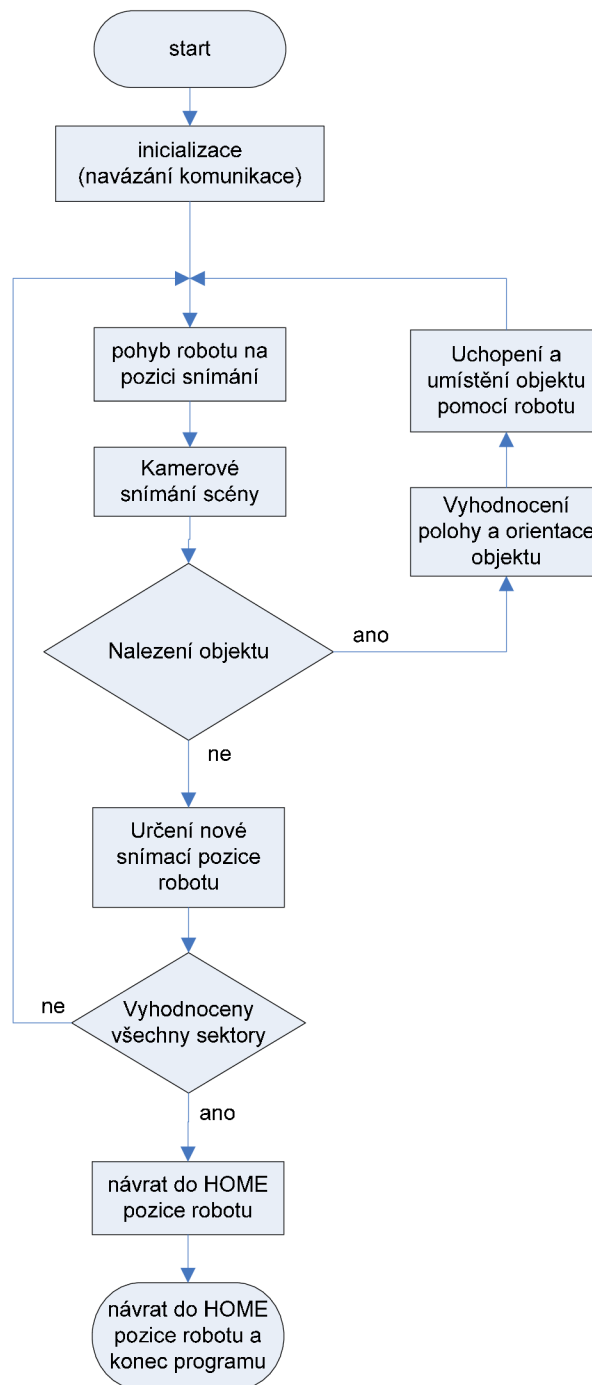 start
inicializace
(navázání komunikace)
pohyb robotu na
pozici snímání
Kamerové
snímání scény
Nalezení objektu
ano
Vyhodnocení
polohy a orientace
objektu
Uchopení a
umístění objektu
pomocí robotu
ne
Určení nové
snímací pozice
robotu
Vyhodnoceny
všechny sektory
ne
ano
návrat do HOME
pozice robotu
návrat do HOME
pozice robotu a
konec programu